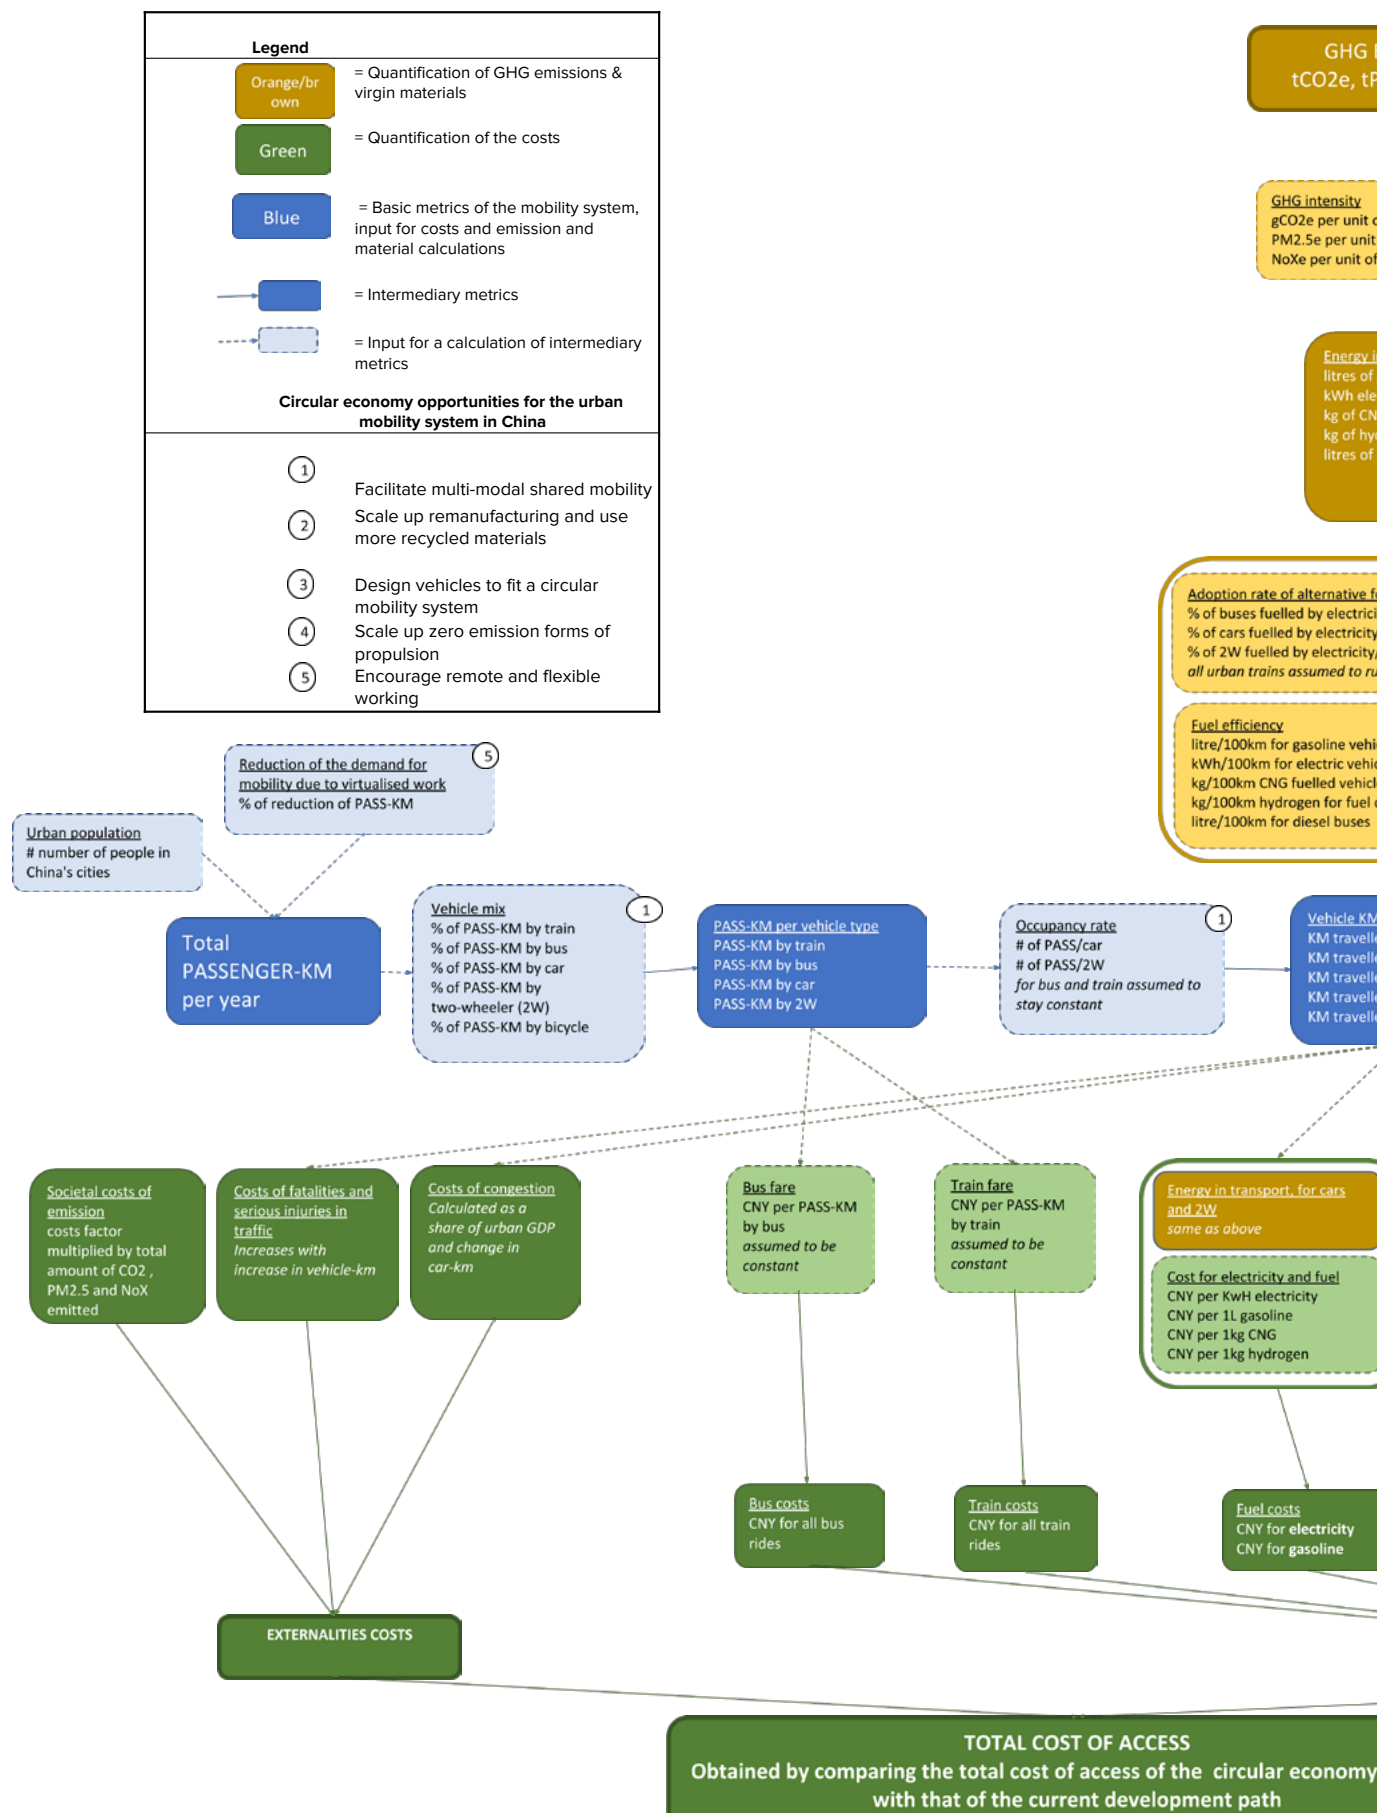 Legend
Orange/br
own
= Quantification of GHG emissions &
virgin materials
Green
= Quantification of the costs
Blue
= Basic metrics of the mobility system,
input for costs and emission and
material calculations
= Intermediary metrics
= Input for a calculation of intermediary
metrics
Circular economy opportunities for the urban
mobility system in China
1
Facilitate multi-modal shared mobility
2
Scale up remanufacturing and use
more recycled materials
3
Design vehicles to fit a circular
mobility system
4
Scale up zero emission forms of
propulsion
5
Encourage remote and flexible
working
GHG
tCO2e,
GHG intensity
gCO2e per unit
PM2.5e per unit
NoXe per unit of
Energy
litres of
kWh
kg of
kg of
litres of
Adoption rate of alternative
% of buses fuelled by
% of cars fuelled by electricity
% of 2W fuelled by electricity/
all urban trains assumed to
Fuel efficiency
litre/100km for gasoline
kWh/100km for electric
kg/100km CNG fuelled
kg/100km hydrogen for fuel
litre/100km for diesel buses
Reduction of the demand for
mobility due to virtualised work
% of reduction of PASS-KM
5
Urban population
# number of people in
China's cities
Total
PASSENGER-KM
per year
Vehicle mix
% of PASS-KM by train
% of PASS-KM by bus
% of PASS-KM by car
% of PASS-KM by
two-wheeler (2W)
% of PASS-KM by bicycle
1
PASS-KM per vehicle type
PASS-KM by train
PASS-KM by bus
PASS-KM by car
PASS-KM by 2W
Occupancy rate
# of PASS/car
# of PASS/2W
for bus and train assumed to
stay constant
1
Vehicle KM
KM
KM
KM
KM
KM
Societal costs of
emission
costs factor
multiplied by total
amount of CO2 ,
PM2.5 and NoX
emitted
Costs of fatalities and
serious injuries in
traffic
Increases with
increase in vehicle-km
Costs of congestion
Calculated as a
share of urban GDP
and change in
car-km
Bus fare
CNY per PASS-KM
by bus
assumed to be
constant
Train fare
CNY per PASS-KM
by train
assumed to be
constant
Energy in transport, for cars
and 2W
same as above
Cost for electricity and fuel
CNY per KwH electricity
CNY per 1L gasoline
CNY per 1kg CNG
CNY per 1kg hydrogen
Bus costs
CNY for all bus
rides
Train costs
CNY for all train
rides
Fuel costs
CNY for electricity
CNY for gasoline
EXTERNALITIES COSTS
TOTAL COST OF ACCESS
Obtained by comparing the total cost of access of the circular economy
with that of the current development path